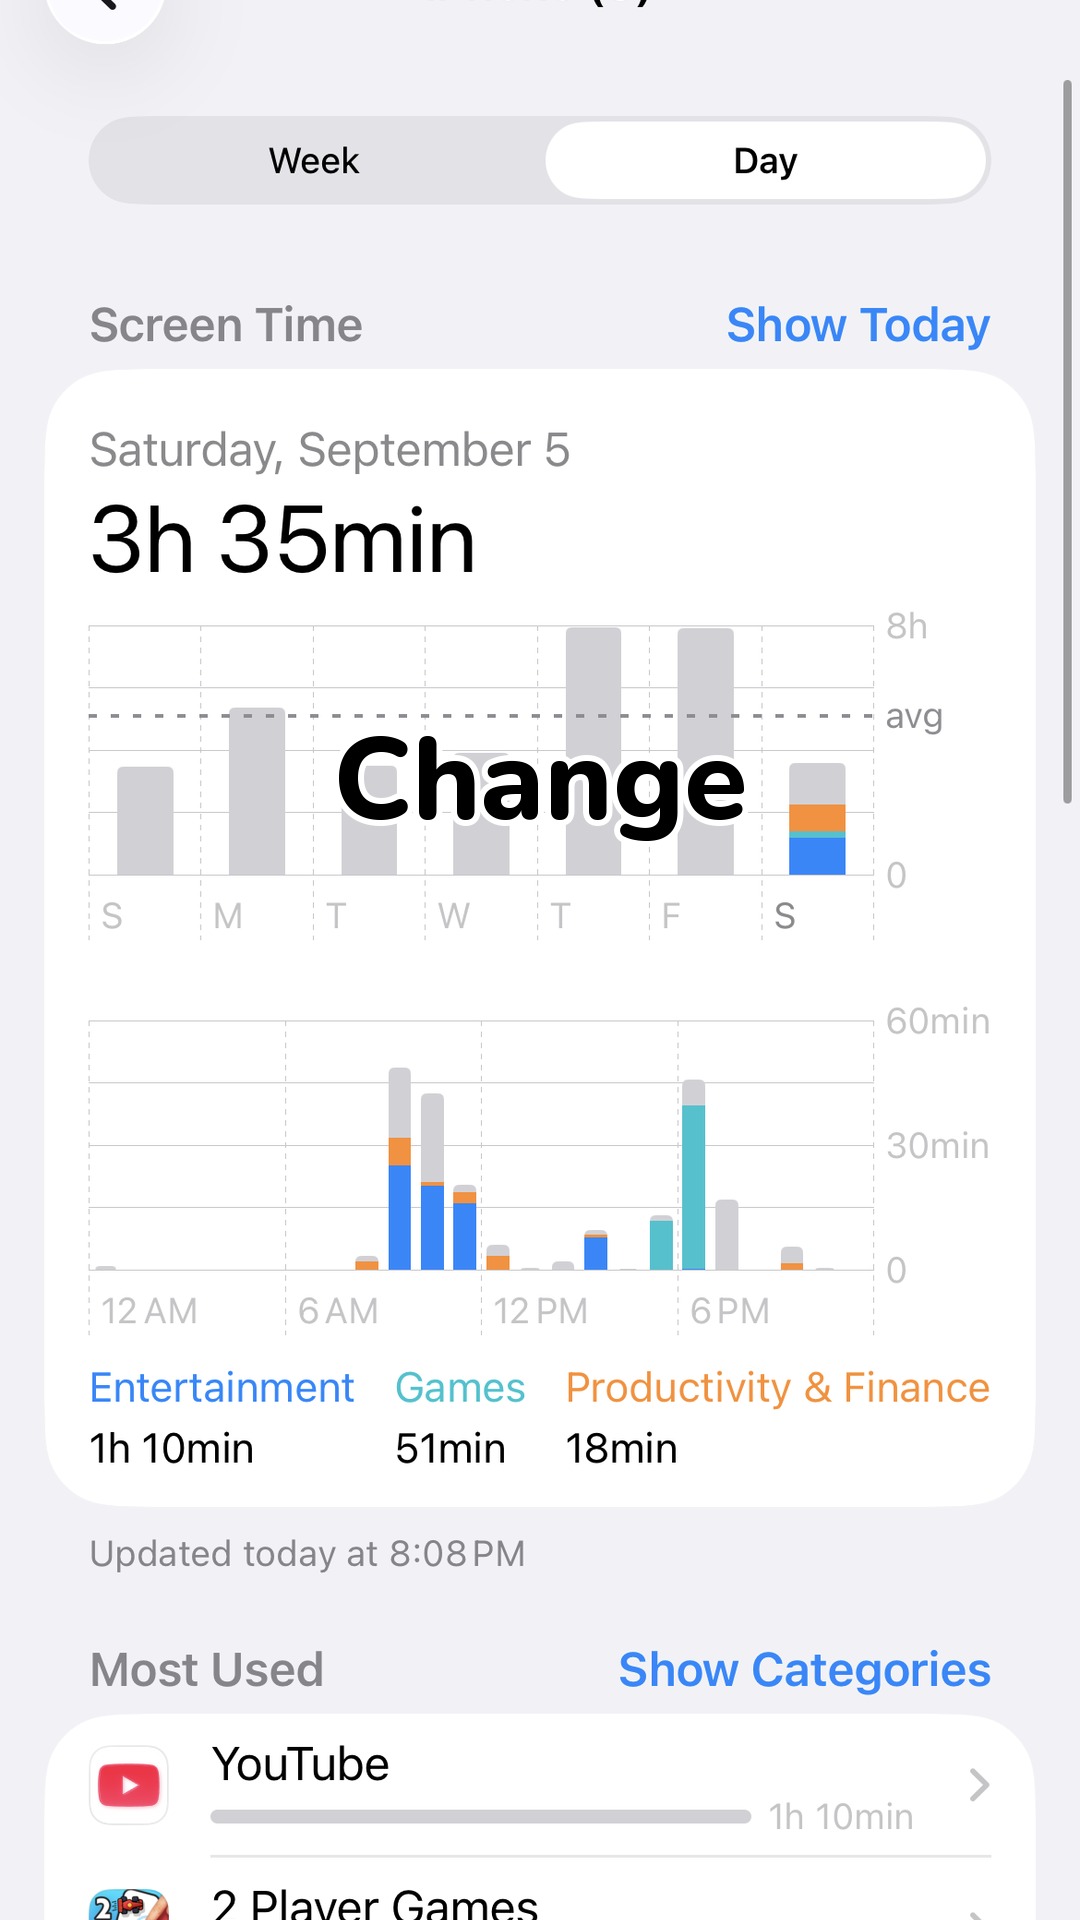 Week
Day
Screen Time
Show Today
Saturday, September 5
3h 35min
8h
avg
Change
0
S M T W T F S
60min
30min
0
12 AM 6 AM 12 PM 6 PM
Entertainment Games Productivity & Finance
1h 10min 51min 18min
Updated today at 8:08 PM
Most Used
Show Categories
YouTube
1h 10min
2
2 Player Games